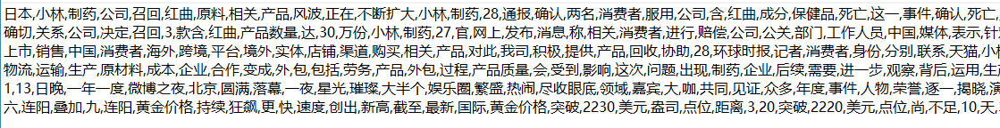 日本,小林,制药,公司,召回,红曲,原料,相关,产品,风波,正在,不断扩大,小林,制药,28,通报,确认,两名,消费者,服用,公司,含,红曲,成分,保健品,死亡,这一,事件,确认,死亡,
确切,关系,公司,决定,召回,3,款含,红曲,产品数量,达,30,万份,小林,制药,27,官,网上,发布,消息,称,相关,消费者,进行,赔偿,公司,公关,部门,工作人员,中国,媒体,表示,针
上市,销售,中国,消费者,海外,跨境,平台,境外,实体,店铺,渠道,购买,相关,产品,对此,我司,积极,提供,产品,回收,协助,28,环球时报,记者,消费者,身份,分别,联系,天猫,小
物流,运输,生产,原材料,成本,企业,合作,变成,外,包,包括,劳务,产品,外包,过程,产品质量,会,受到,影响,这次,问题,出现,制药,企业,后续,需要,进一步,观察,背后,运用,生
1,13,日晚,一年一度,微博之夜,北京,圆满,落幕,一夜,星光,璀璨,大半个,娱乐圈,繁盛,热闹,尽收眼底,领域,嘉宾,大,咖,共同,见证,众多,年度,事件,人物,荣誉,逐一,揭晓,
六,连阳,叠加,九,连阳,黄金价格,持续,狂飙,更,快,速度,创出,新高,截至,最新,国际,黄金价格,突破,2230,美元,盎司,点位,距离,3,20,突破,2220,美元,点位,尚,不足,10,天,